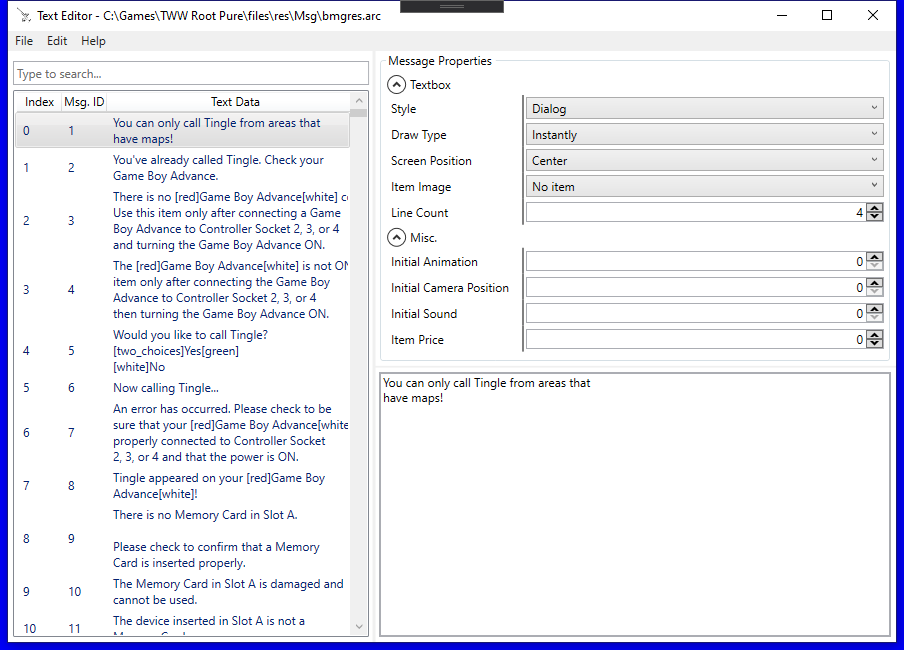 Text Editor - C:\Games\TWW Root Pure\files\res\Msg\bmgres.arc
File Edit Help
Type to search...
Index Msg. ID Text Data
0 1 You can only call Tingle from areas that
have maps!
1 2 You've already called Tingle. Check your
Game Boy Advance.
2 3 There is no [red]Game Boy Advance[white]
Use this item only after connecting a Game
Boy Advance to Controller Socket 2, 3, or 4
and turning the Game Boy Advance ON.
3 4 The [red]Game Boy Advance[white] is not
item only after connecting the Game Boy
Advance to Controller Socket 2, 3, or 4
then turning the Game Boy Advance ON.
4 5 Would you like to call Tingle?
[two_choices]Yes[green]
[white]No
5 6 Now calling Tingle...
6 7 An error has occurred. Please check to be
sure that your [red]Game Boy Advance[white
properly connected to Controller Socket
2, 3, or 4 and that the power is ON.
7 8 Tingle appeared on your [red]Game Boy
Advance[white]!
8 9 There is no Memory Card in Slot A.
Please check to confirm that a Memory
Card is inserted properly.
9 10 The Memory Card in Slot A is damaged and
cannot be used.
10 11 The device inserted in Slot A is not a
Message Properties
Textbox
Style Dialog
Draw Type Instantly
Screen Position Center
Item Image No item
Line Count 4
Misc.
Initial Animation 0
Initial Camera Position 0
Initial Sound 0
Item Price 0
You can only call Tingle from areas that
have maps!